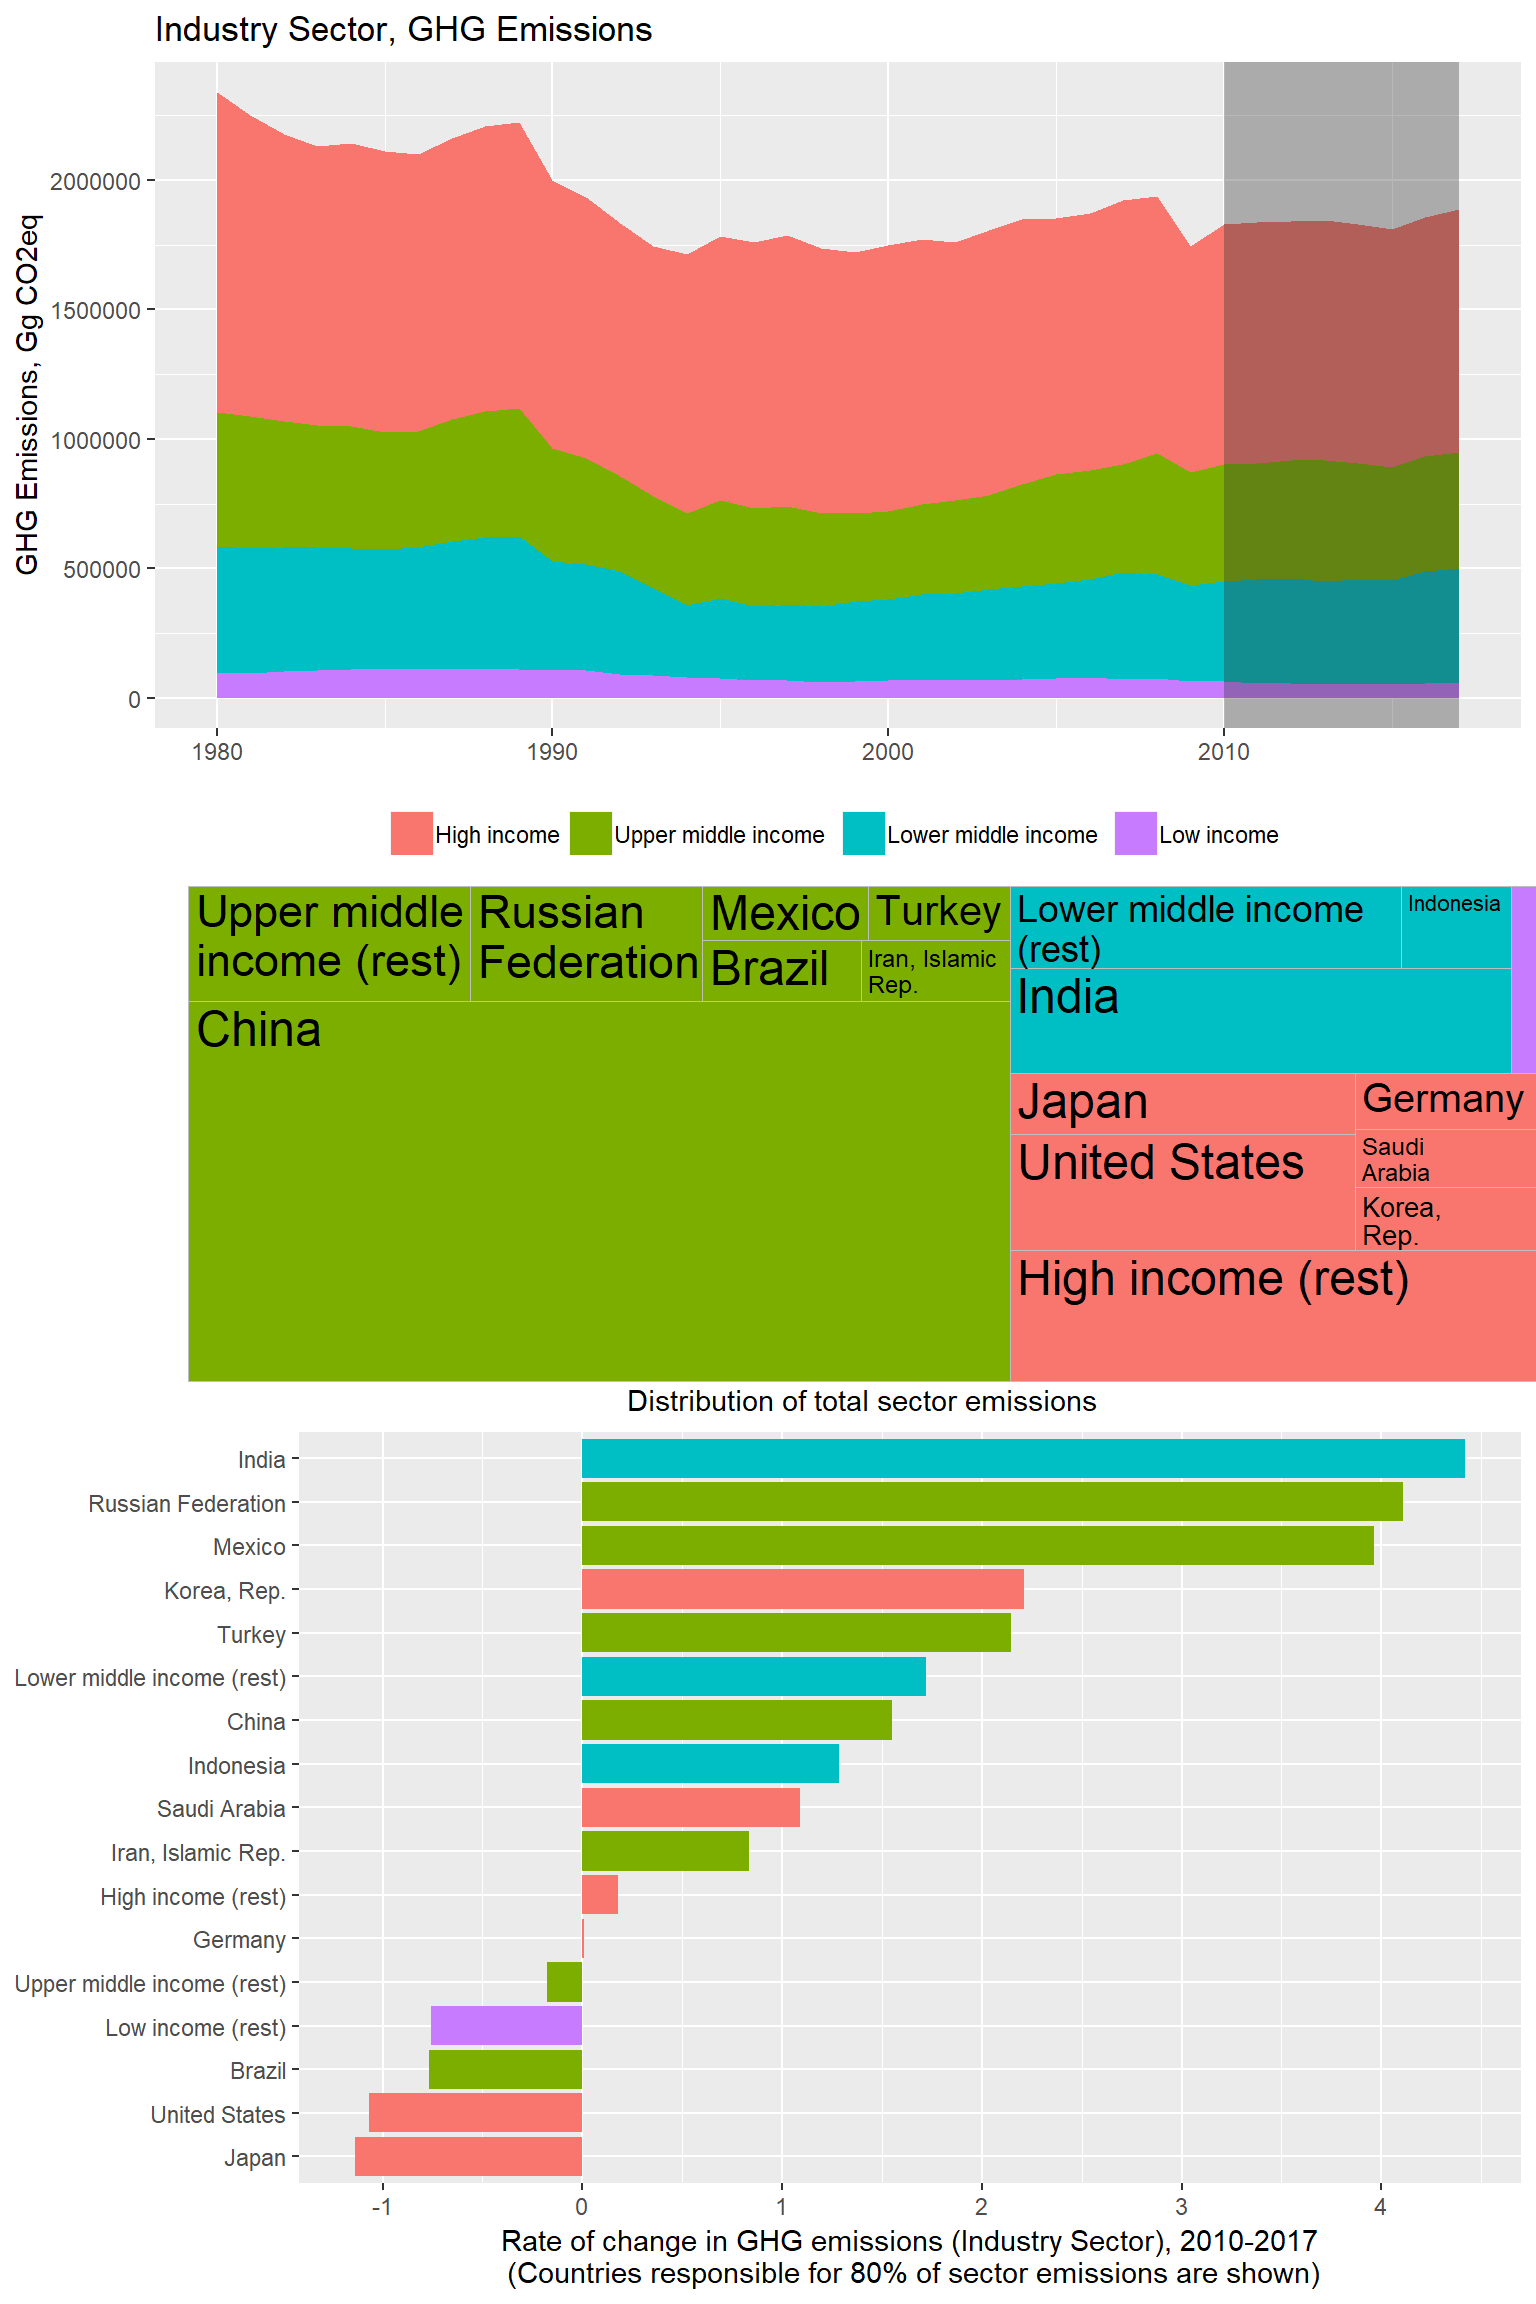 Industry Sector, GHG Emissions
GHG Emissions, Gg CO2eq
2000000
1500000
1000000
500000
0
1980 1990 2000 2010
High income Upper middle income Lower middle income Low income
Upper middle
income (rest)
Russian
Federation
Mexico
Turkey
Brazil
Iran, Islamic
Rep.
China
Lower middle income
(rest)
Indonesia
India
Japan
Germany
United States
Saudi
Arabia
Korea,
Rep.
High income (rest)
Distribution of total sector emissions
India
Russian Federation
Mexico
Korea, Rep.
Turkey
Lower middle income (rest)
China
Indonesia
Saudi Arabia
Iran, Islamic Rep.
High income (rest)
Germany
Upper middle income (rest)
Low income (rest)
Brazil
United States
Japan
-1 0 1 2 3 4
Rate of change in GHG emissions (Industry Sector), 2010-2017
(Countries responsible for 80% of sector emissions are shown)